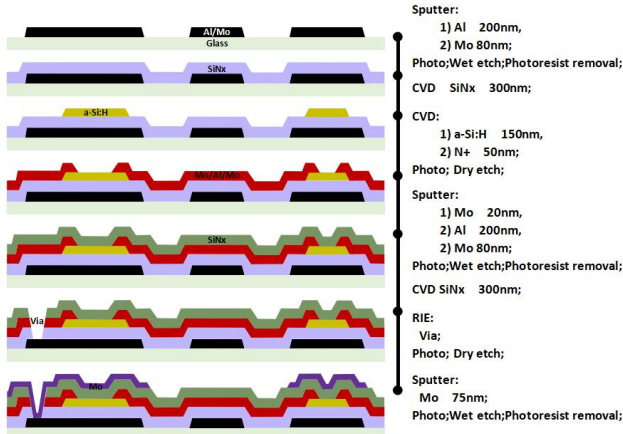 Al/Mo
Glass
SiNx
a-Si:H
Mo/Al/Mo
SiNx
Via
Mo
Sputter:
1) Al 200nm,
2) Mo 80nm;
Photo;Wet etch;Photoresist removal;
CVD SiNx 300nm;
CVD:
1) a-Si:H 150nm,
2) N+ 50nm;
Photo; Dry etch;
Sputter:
1) Mo 20nm,
2) Al 200nm,
2) Mo 80nm;
Photo;Wet etch;Photoresist removal;
CVD SiNx 300nm;
RIE:
Via;
Photo; Dry etch;
Sputter:
Mo 75nm;
Photo;Wet etch;Photoresist removal;